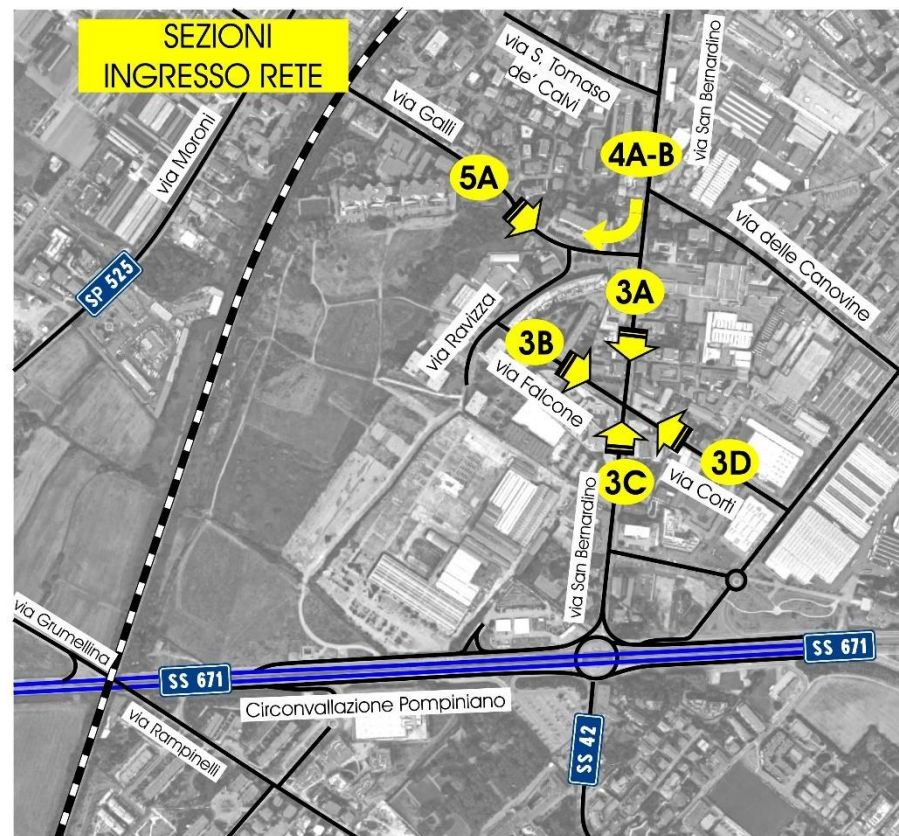 SEZIONI
INGRESSO RETE
via S. Tomaso
de' Calvi
via San Bernardino
via Moroni
via Galli
4A-B
5A
via delle Canovine
SP 525
3A
via Ravizza
3B
via Falcone
3D
3C
via Corti
via San Bernardino
via Grumellina
SS 671
SS 671
Circonvallazione Pompiniano
via Rampinelli
SS 42